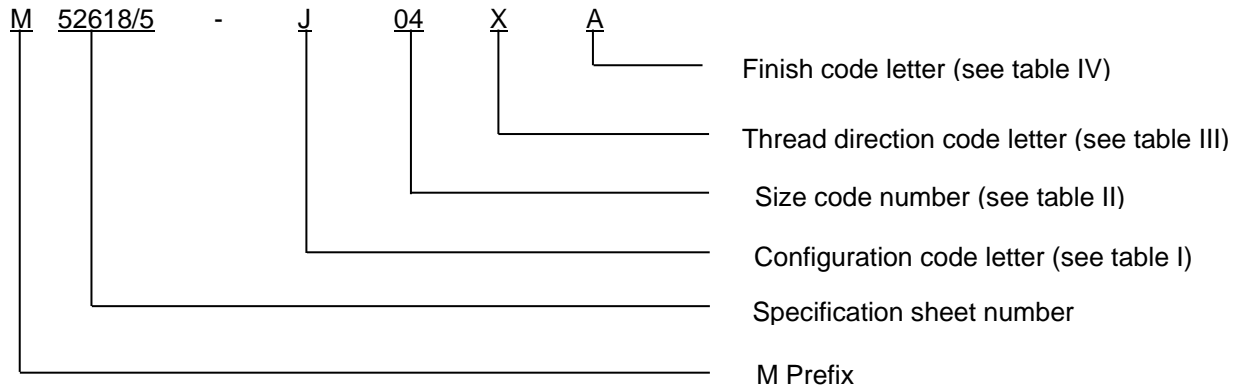 M 52618/5 - J 04 X A
Finish code letter (see table IV)
Thread direction code letter (see table III)
Size code number (see table II)
Configuration code letter (see table I)
Specification sheet number
M Prefix